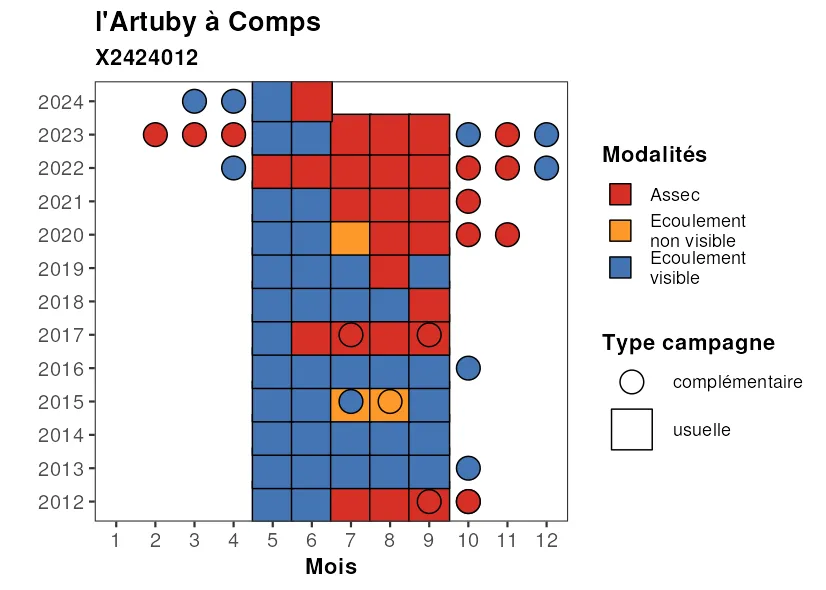 l'Artuby à Comps
X2424012
2024
2023
2022
2021
2020
2019
2018
2017
2016
2015
2014
2013
2012
1 2 3 4 5 6 7 8 9 10 11 12
Mois
Modalités
Assec
Ecoulement
non visible
Ecoulement
visible
Type campagne
complémentaire
usuelle